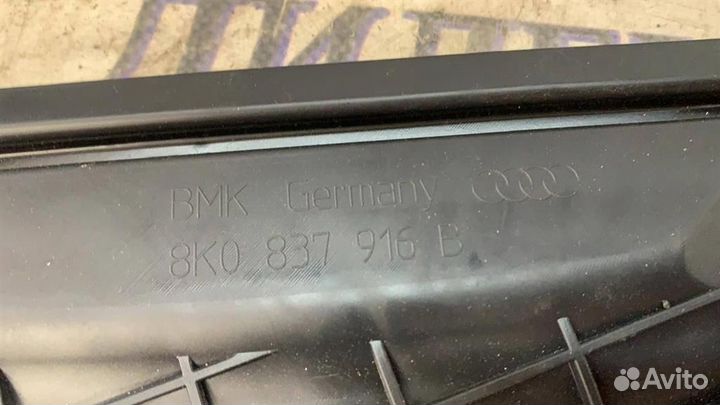 BMK Germany
8K0 837 916 B
Avito